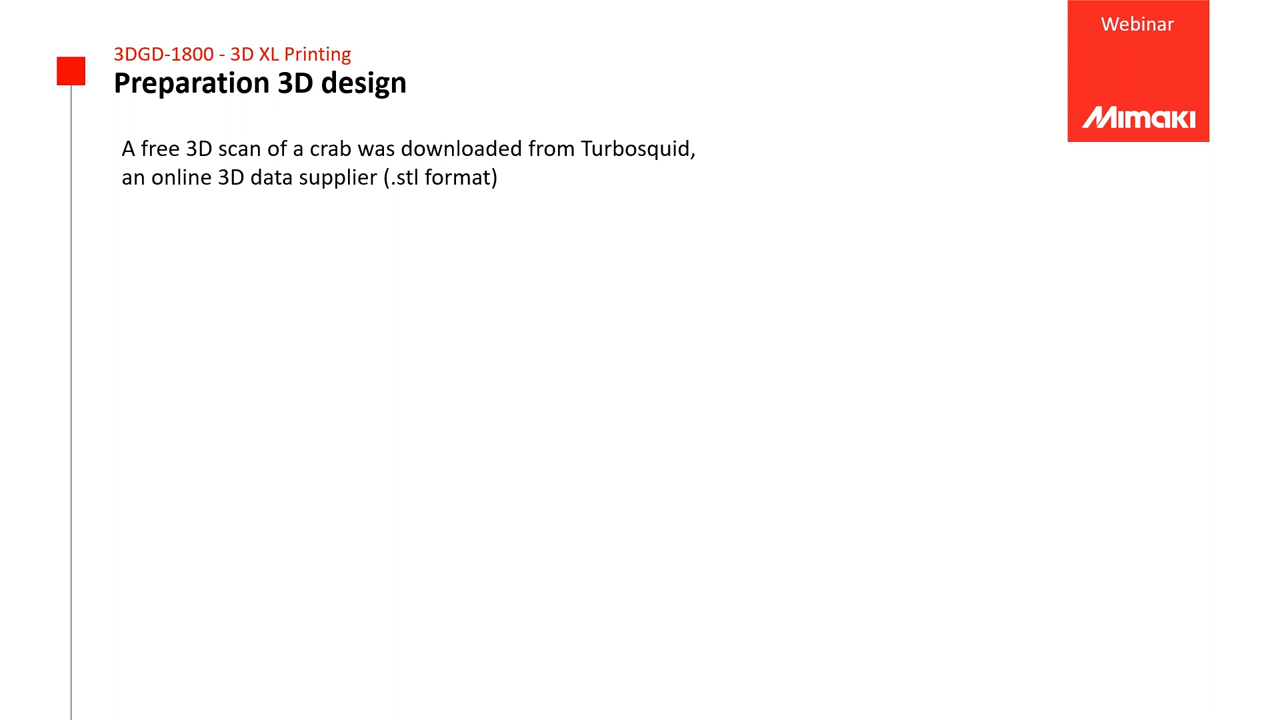 Webinar
3DGD-1800 - 3D XL Printing
Preparation 3D design
Mimaki
A free 3D scan of a crab was downloaded from Turbosquid,
an online 3D data supplier (.stl format)